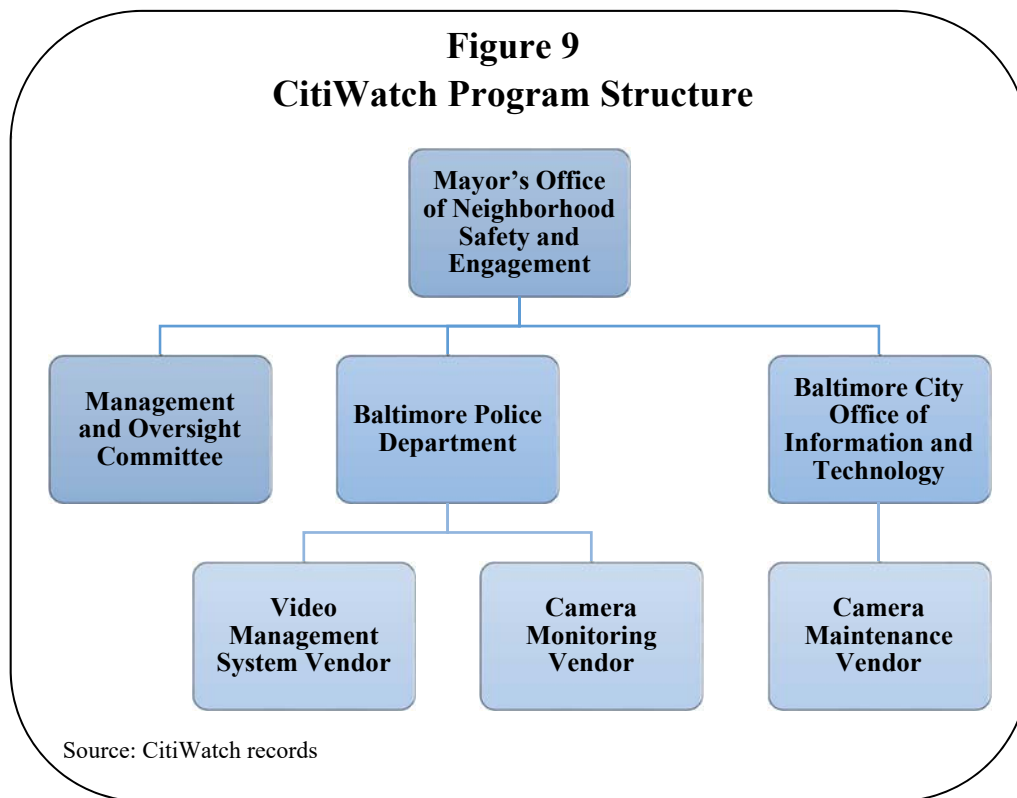 Figure 9
CitiWatch Program Structure
Mayor’s Office
of Neighborhood
Safety and
Engagement
Management
and Oversight
Committee
Baltimore Police
Department
Baltimore City
Office of
Information and
Technology
Video
Management
System Vendor
Camera
Monitoring
Vendor
Camera
Maintenance
Vendor
Source: CitiWatch records